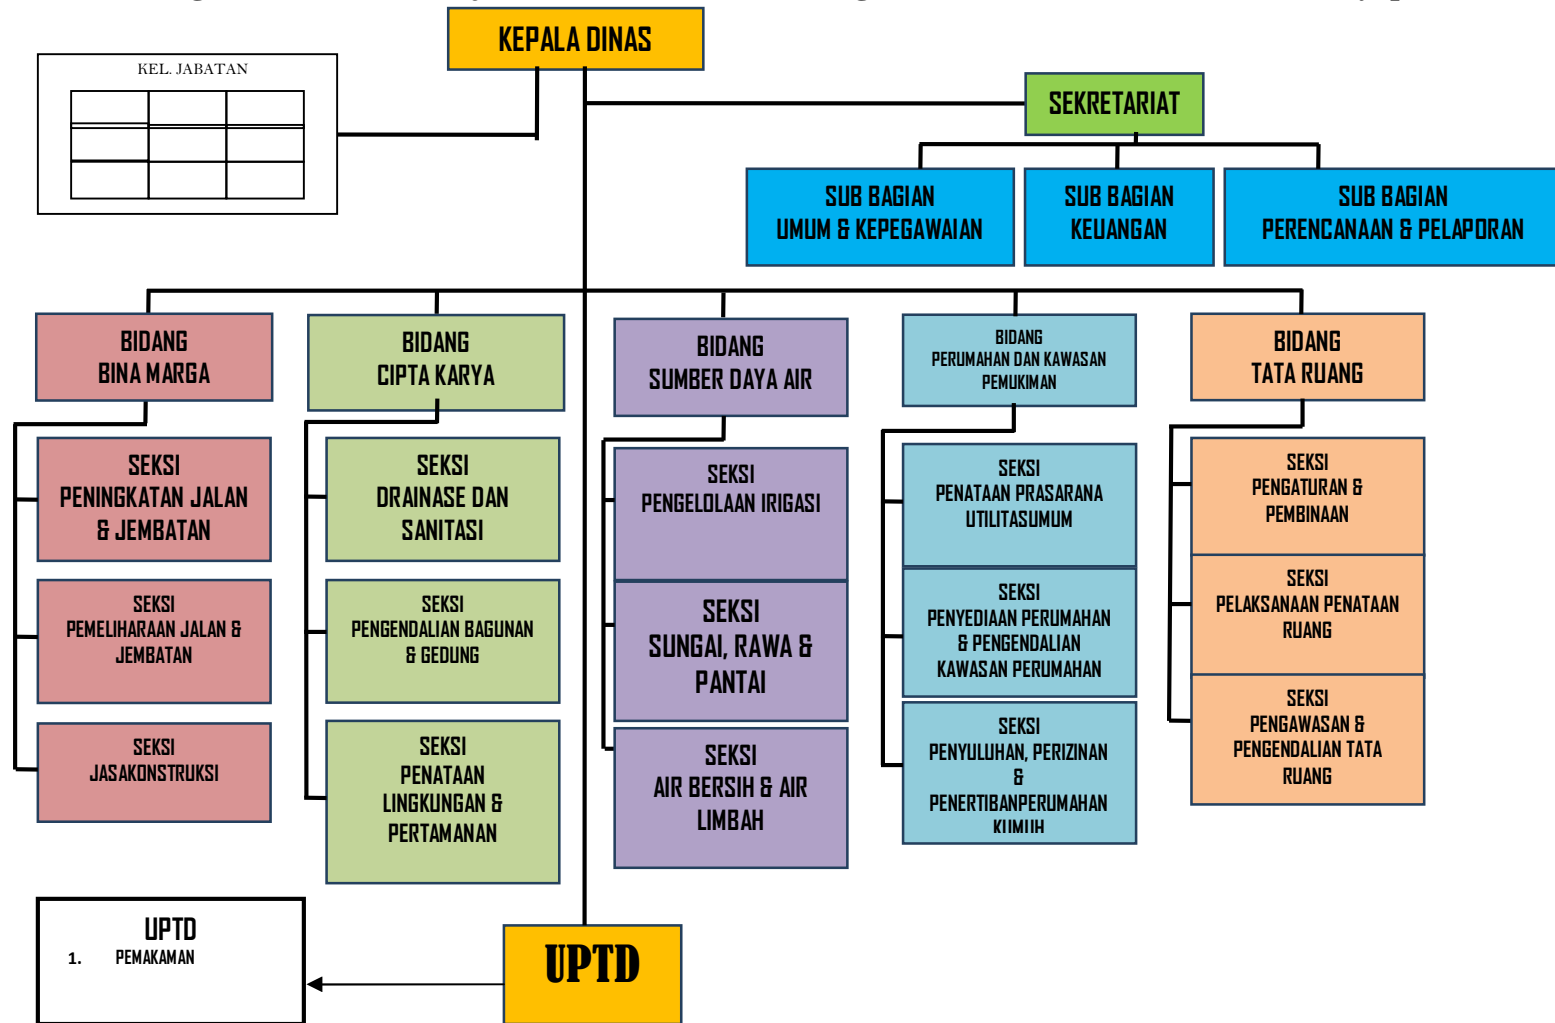 KEPALA DINAS
KEL. JABATAN
SEKRETARIAT
SUB BAGIAN
UMUM & KEPEGAWAIAN
SUB BAGIAN
KEUANGAN
SUB BAGIAN
PERENCANAAN & PELAPORAN
BIDANG
BINA MARGA
BIDANG
CIPTA KARYA
BIDANG
SUMBER DAYA AIR
BIDANG
PERUMAHAN DAN KAWASAN
PEMUKIMAN
BIDANG
TATA RUANG
SEKSI
PENINGKATAN JALAN
& JEMBATAN
SEKSI
DRAINASE DAN
SANITASI
SEKSI
PENGELOLAAN IRIGASI
SEKSI
PENATAAN PRASARANA
UTILITASUMUM
SEKSI
PENGATURAN &
PEMBINAAN
SEKSI
PEMELIHARAAN JALAN &
JEMBATAN
SEKSI
PENGENDALIAN BAGUNAN
& GEDUNG
SEKSI
SUNGAI, RAWA &
PANTAI
SEKSI
PENYEDIAAN PERUMAHAN
& PENGENDALIAN
KAWASAN PERUMAHAN
SEKSI
PELAKSANAAN PENATAAN
RUANG
SEKSI
JASAKONSTRUKSI
SEKSI
PENATAAN
LINGKUNGAN &
PERTAMANAN
SEKSI
AIR BERSIH & AIR
LIMBAH
SEKSI
PENYULUHAN, PERIZINAN
&
PENERTIBANPERUMAHAN
KUMUH
SEKSI
PENGAWASAN &
PENGENDALIAN TATA
RUANG
UPTD
1. PEMAKAMAN
UPTD